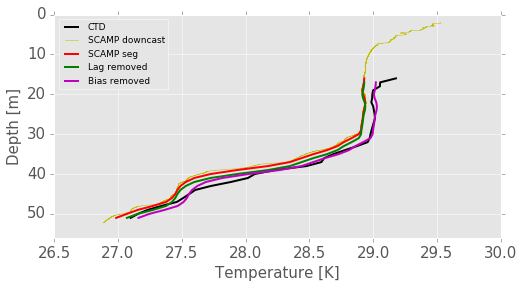 CTD
SCAMP downcast
SCAMP seg
Lag removed
Bias removed
0
10
20
30
40
50
Depth [m]
26.5 27.0 27.5 28.0 28.5 29.0 29.5 30.0
Temperature [K]